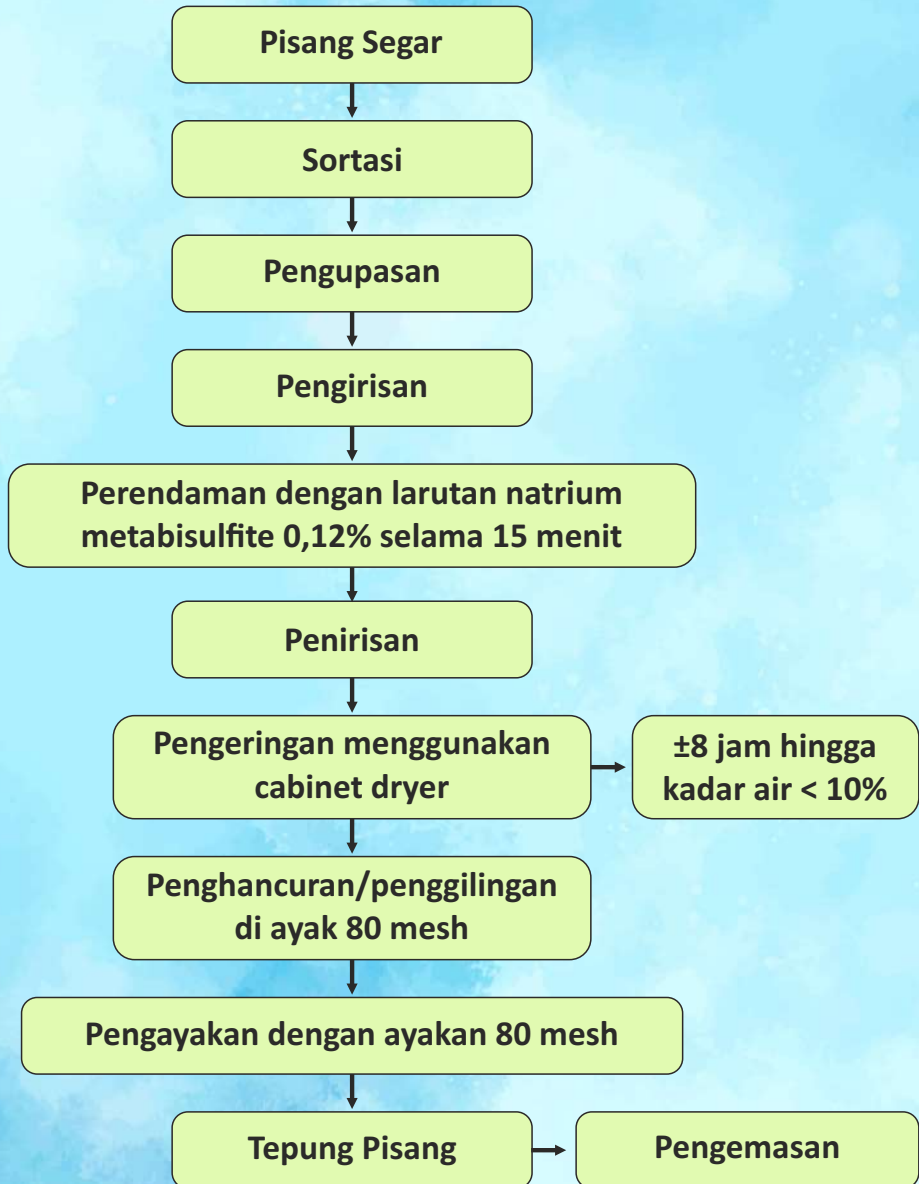 Pisang Segar
Sortasi
Pengupasan
Pengirisan
Perendaman dengan larutan natrium
metabisulfite 0,12% selama 15 menit
Penirisan
Pengeringan menggunakan
cabinet dryer
±8 jam hingga
kadar air < 10%
Penghancuran/penggilingan
di ayak 80 mesh
Pengayakan dengan ayakan 80 mesh
Tepung Pisang
Pengemasan